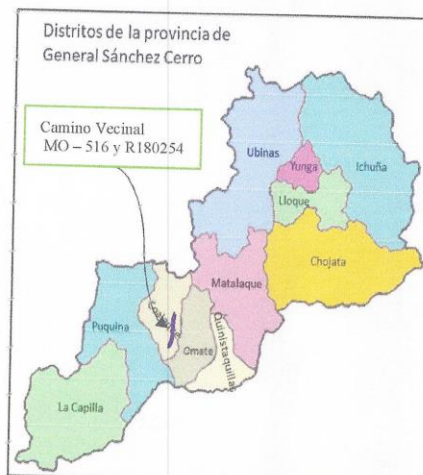 Distritos de la provincia de
General Sánchez Cerro
Camino Vecinal
MO – 516 y R180254
Ubinas
Yunga
Ichuña
Lloque
Chojata
Matalaque
Puquina
Omate
Quinistaquillas
La Capilla